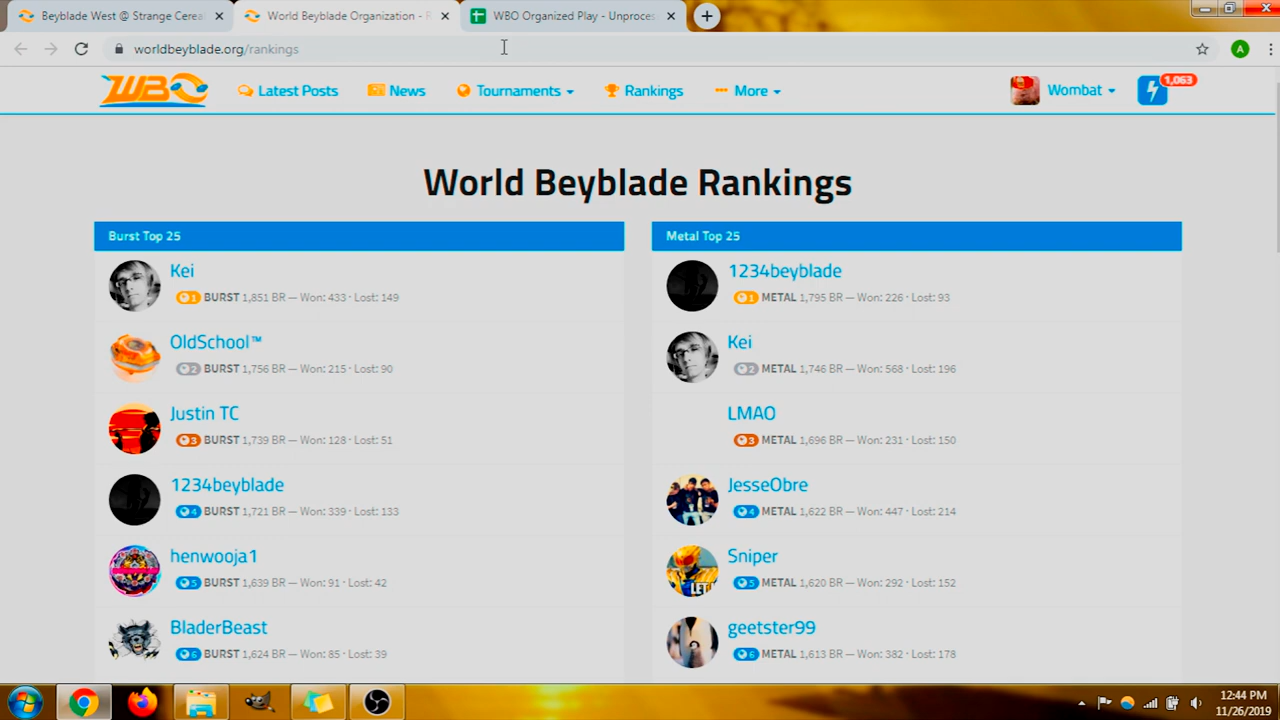 Beyblade West @ Strange Cereal
World Beyblade Organization - R
WBO Organized Play - Unproces
worldbeyblade.org/rankings
A
WBO
Latest Posts
News
Tournaments
Rankings
More
Wombat
1,063
World Beyblade Rankings
Burst Top 25
Kei
1 BURST 1,851 BR — Won: 433 · Lost: 149
OldSchool™
2 BURST 1,756 BR — Won: 215 · Lost: 90
Justin TC
3 BURST 1,739 BR — Won: 128 · Lost: 51
1234beyblade
4 BURST 1,721 BR — Won: 339 · Lost: 133
henwooja1
5 BURST 1,639 BR — Won: 91 · Lost: 42
BladerBeast
6 BURST 1,624 BR — Won: 85 · Lost: 39
Metal Top 25
1234beyblade
1 METAL 1,795 BR — Won: 226 · Lost: 93
Kei
2 METAL 1,746 BR — Won: 568 · Lost: 196
LMAO
3 METAL 1,696 BR — Won: 231 · Lost: 150
JesseObre
4 METAL 1,622 BR — Won: 447 · Lost: 214
Sniper
5 METAL 1,620 BR — Won: 292 · Lost: 152
LET
geetster99
6 METAL 1,613 BR — Won: 382 · Lost: 178
12:44 PM
11/26/2019